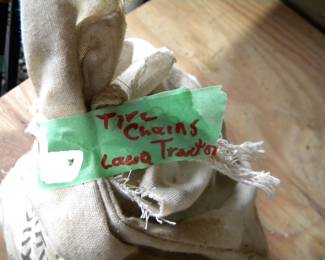 Tire
Chains
Lawn Tractor